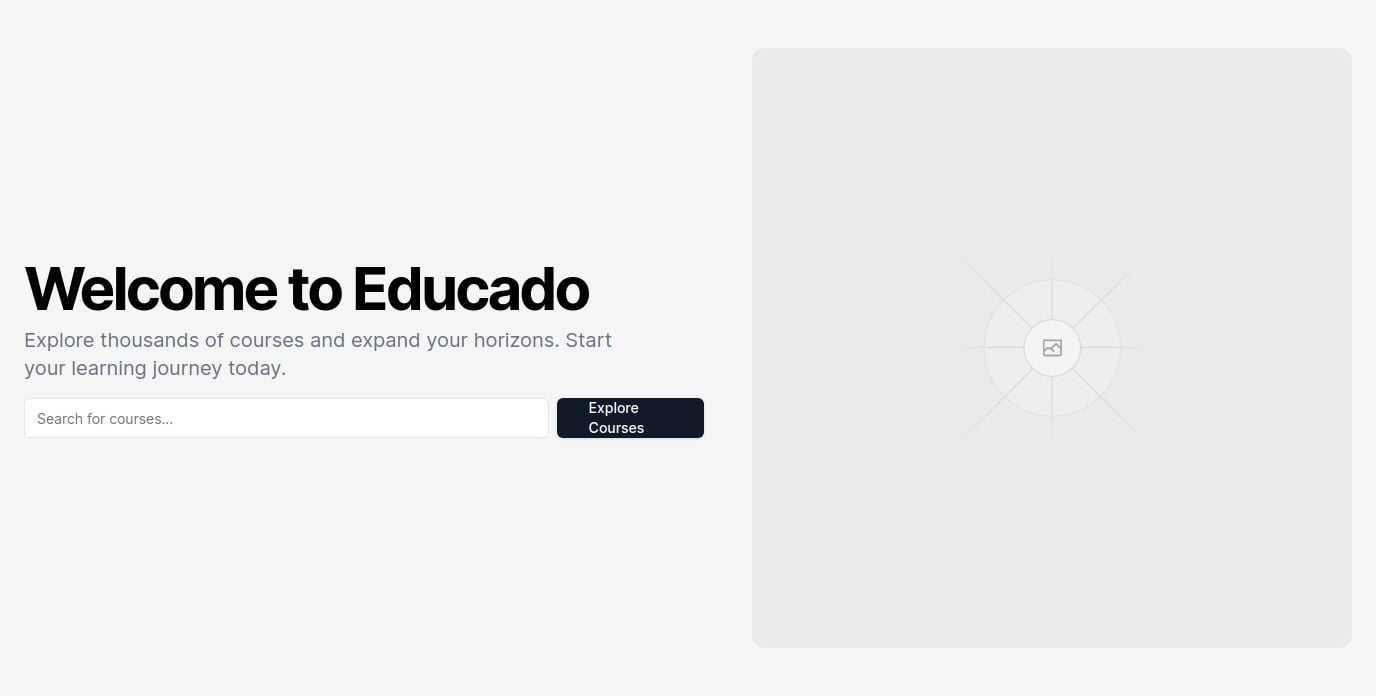 Welcome to Educado
Explore thousands of courses and expand your horizons. Start
your learning journey today.
Search for courses...
Explore
Courses